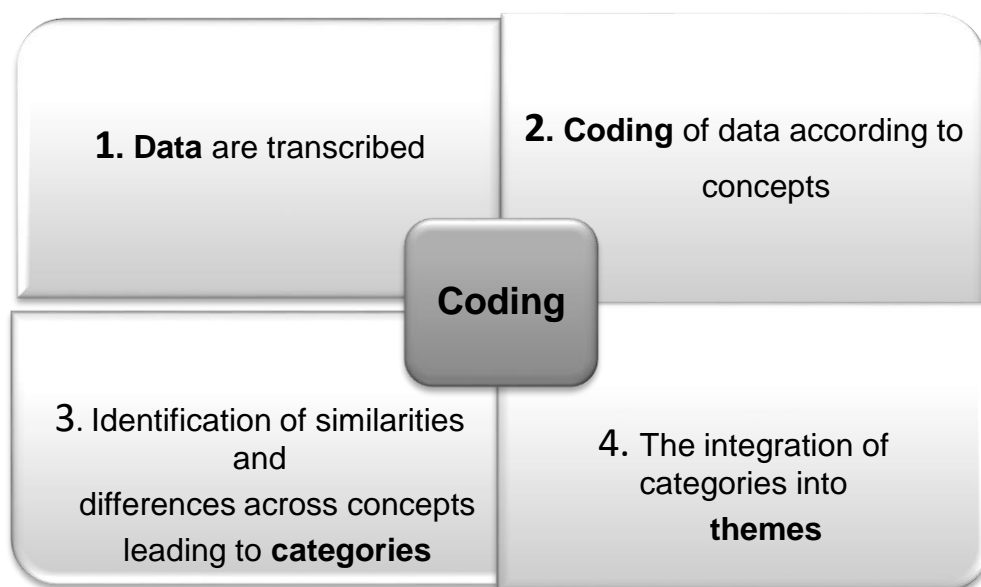 1. Data are transcribed
2. Coding of data according to
concepts
Coding
3. Identification of similarities
and
differences across concepts
leading to categories
4. The integration of
categories into
themes